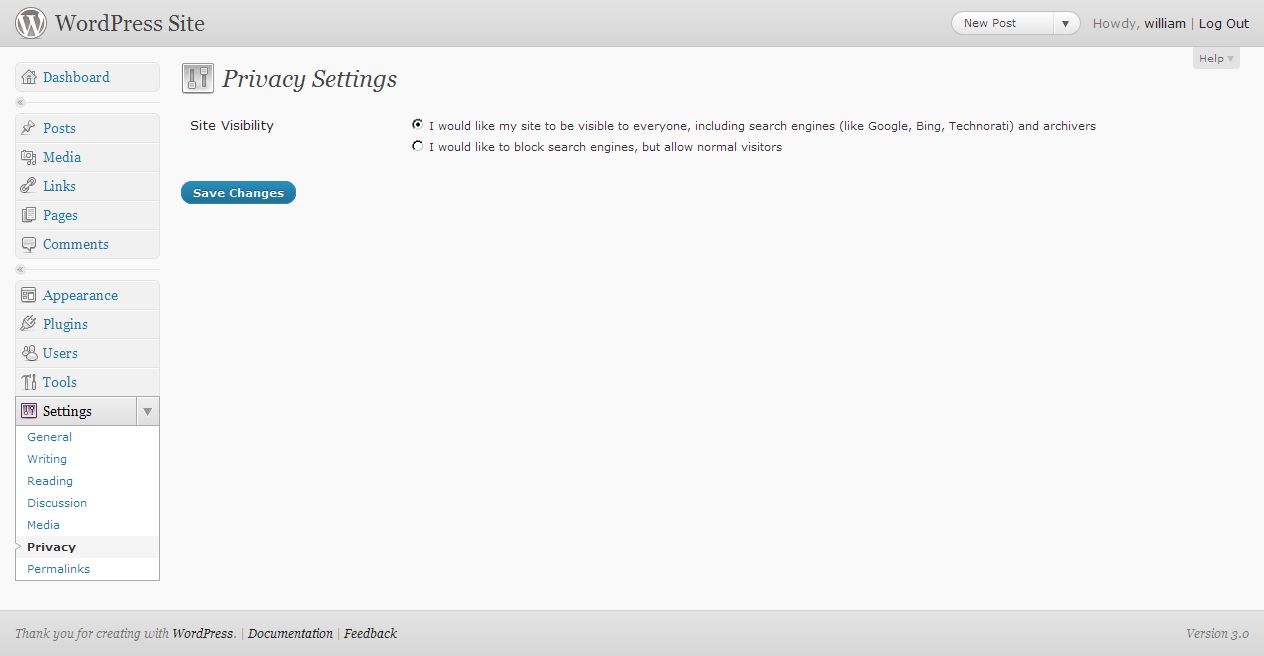 WordPress Site
New Post
Howdy, william | Log Out
Help
Dashboard
Posts
Media
Links
Pages
Comments
Appearance
Plugins
Users
Tools
Settings
General
Writing
Reading
Discussion
Media
Privacy
Permalinks
Privacy Settings
Site Visibility
I would like my site to be visible to everyone, including search engines (like Google, Bing, Technorati) and archivers
I would like to block search engines, but allow normal visitors
Save Changes
Thank you for creating with WordPress. | Documentation | Feedback
Version 3.0